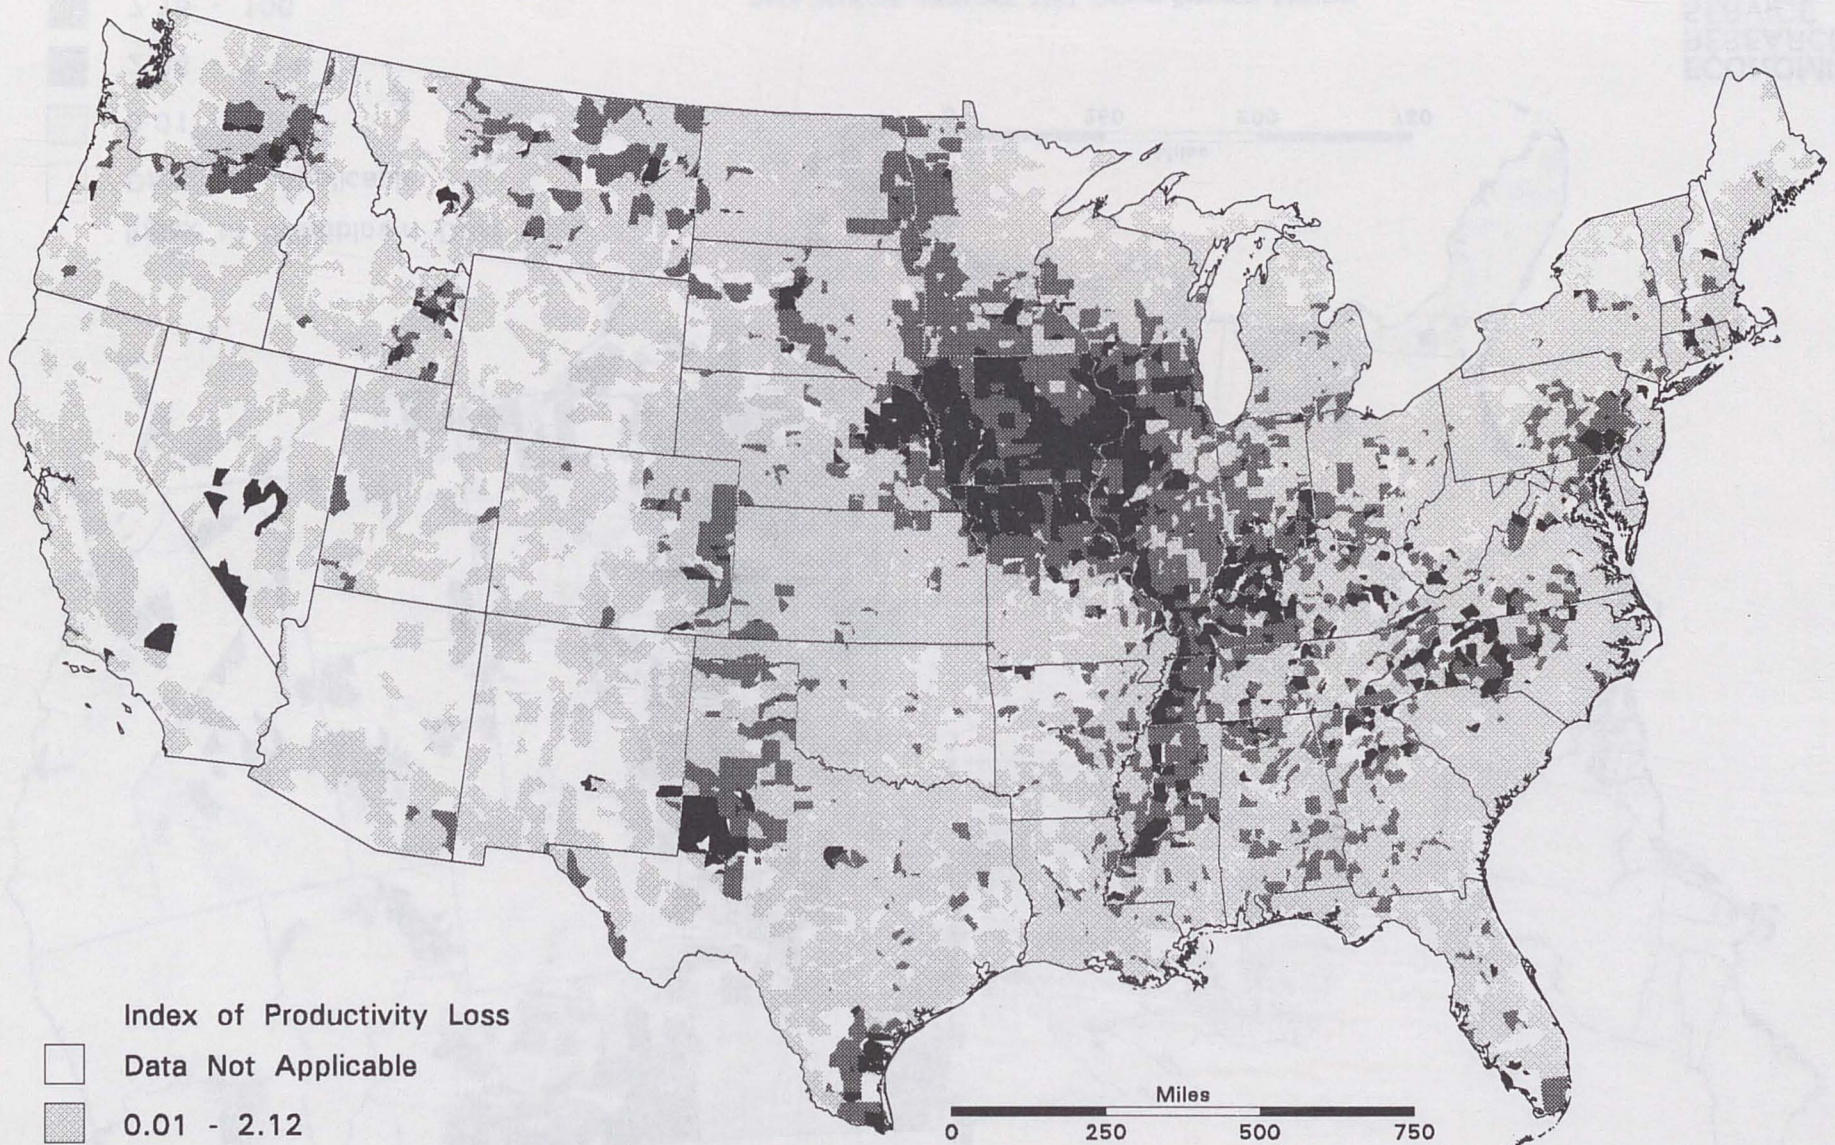 Index of Productivity Loss
Data Not Applicable
0.01 - 2.12
Miles
0 250 500 750